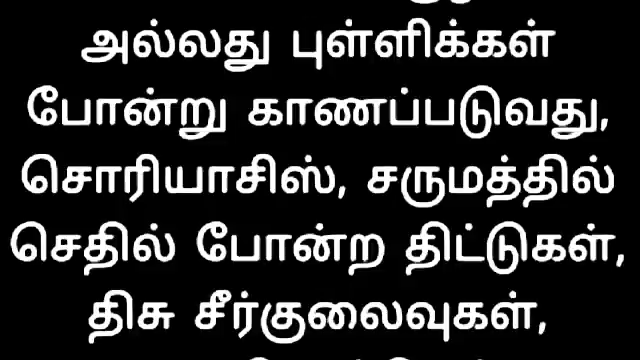 அல்லது புள்ளிக்கள்
போன்று காணப்படுவது,
சொரியாசிஸ், சருமத்தில்
செதில் போன்ற திட்டுகள்,
திசு சீர்குலைவுகள்,